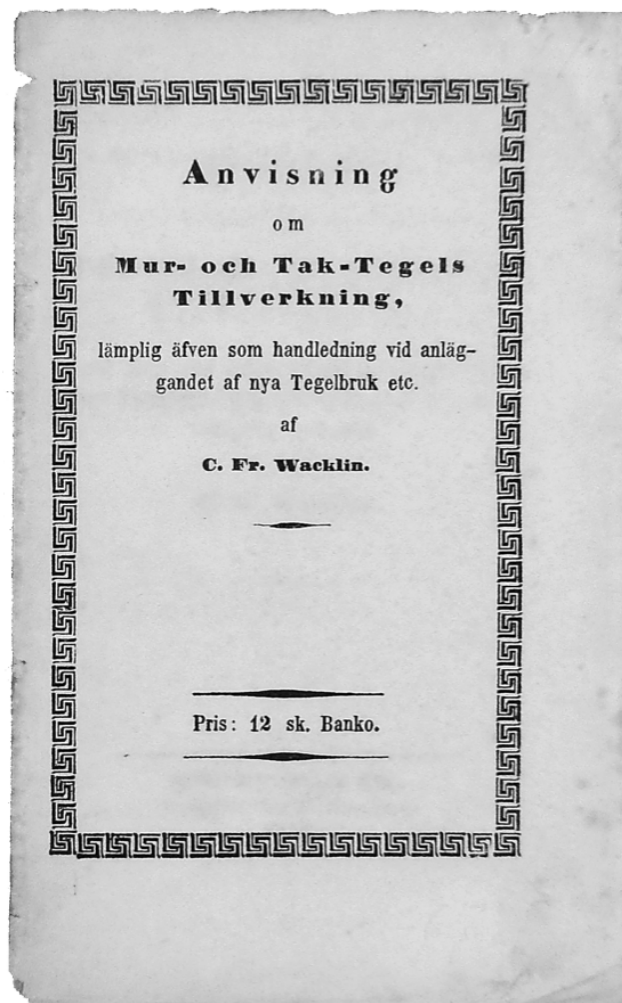 Anvisning
om
Mur- och Tak-Tegels
Tillverkning,
lämplig äfven som handledning vid anläg-
gandet af nya Tegelbruk etc.
af
C. Fr. Wacklin.
Pris: 12 sk. Banko.